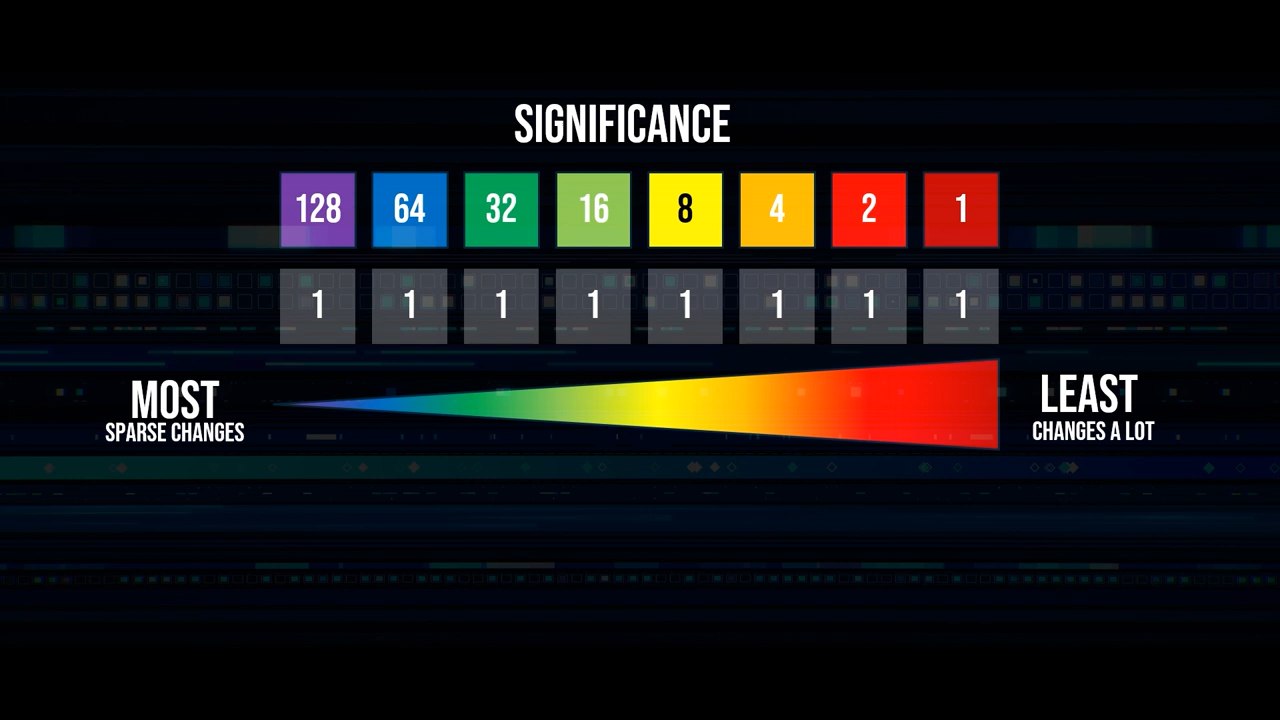 SIGNIFICANCE
128 64 32 16 8 4 2 1
1 1 1 1 1 1 1 1
MOST
SPARSE CHANGES
LEAST
CHANGES A LOT